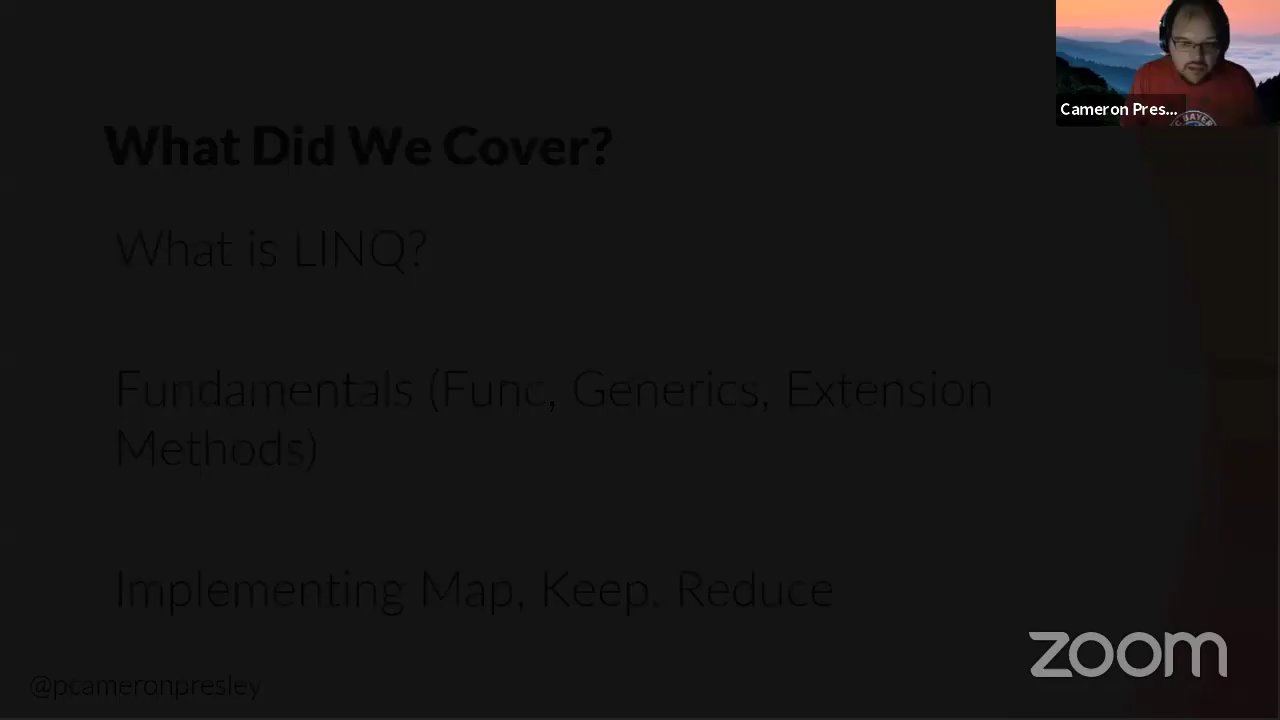 What Did We Cover?
Cameron Pres...
What is LINQ?
Fundamentals (Func, Generics, Extension
Methods)
Implementing Map, Keep. Reduce
zoom
@pcameronpresley